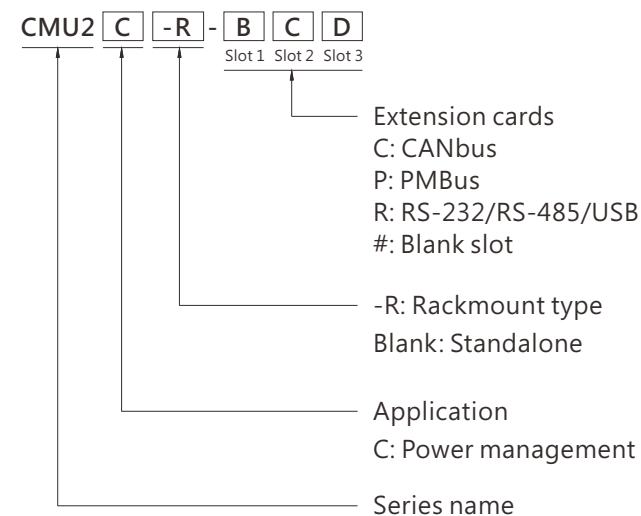 CMU2 C -R - B C D
Slot 1 Slot 2 Slot 3
Extension cards
C: CANbus
P: PMBus
R: RS-232/RS-485/USB
#: Blank slot
-R: Rackmount type
Blank: Standalone
Application
C: Power management
Series name